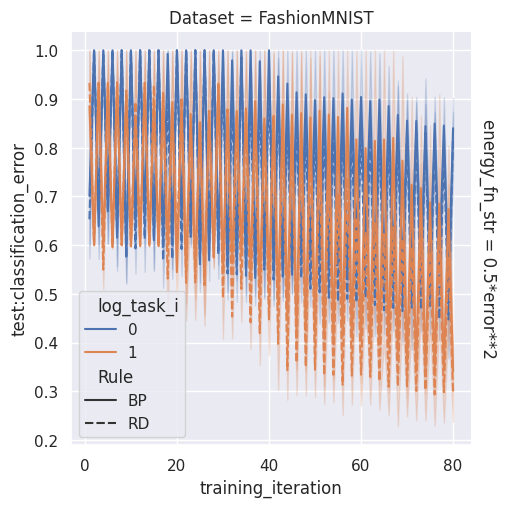 Dataset = FashionMNIST
test:classification_error
1.0
0.9
0.8
0.7
0.6
0.5
0.4
0.3
0.2
log_task_i
0
1
Rule
BP
RD
0
20
40
60
80
training_iteration
energy_fn_str = 0.5*error**2